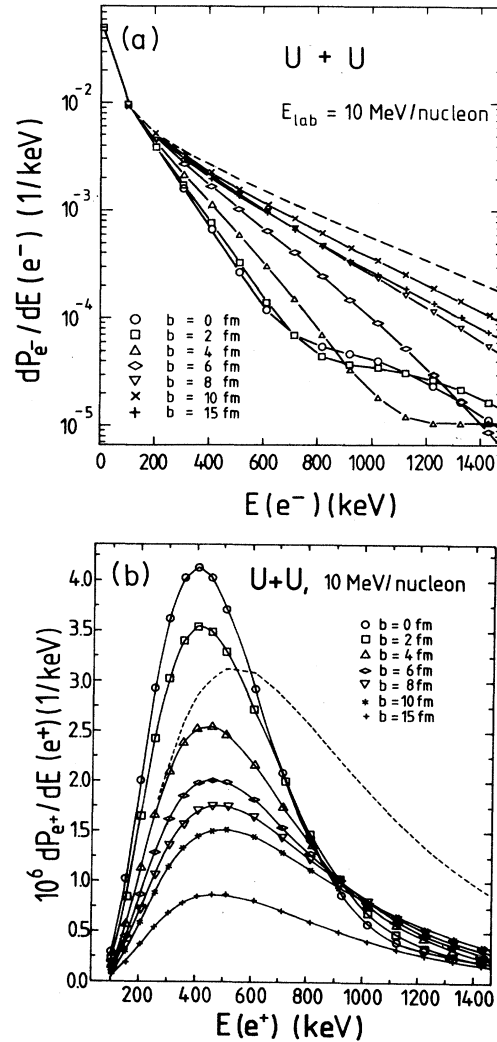 (a)
U + U
E_lab = 10 MeV/nucleon
10⁻²
10⁻³
10⁻⁴
10⁻⁵
dP_e⁻/dE (e⁻) (1/keV)
b = 0 fm
b = 2 fm
b = 4 fm
b = 6 fm
b = 8 fm
b = 10 fm
b = 15 fm
0 200 400 600 800 1000 1200 1400
E (e⁻) (keV)
(b)
U+U, 10 MeV/nucleon
4.0
3.5
3.0
2.5
2.0
1.5
1.0
0.5
0.0
10⁶ dP_e⁺/dE (e⁺) (1/keV)
b = 0 fm
b = 2 fm
b = 4 fm
b = 6 fm
b = 8 fm
b = 10 fm
b = 15 fm
200 400 600 800 1000 1200 1400
E (e⁺) (keV)